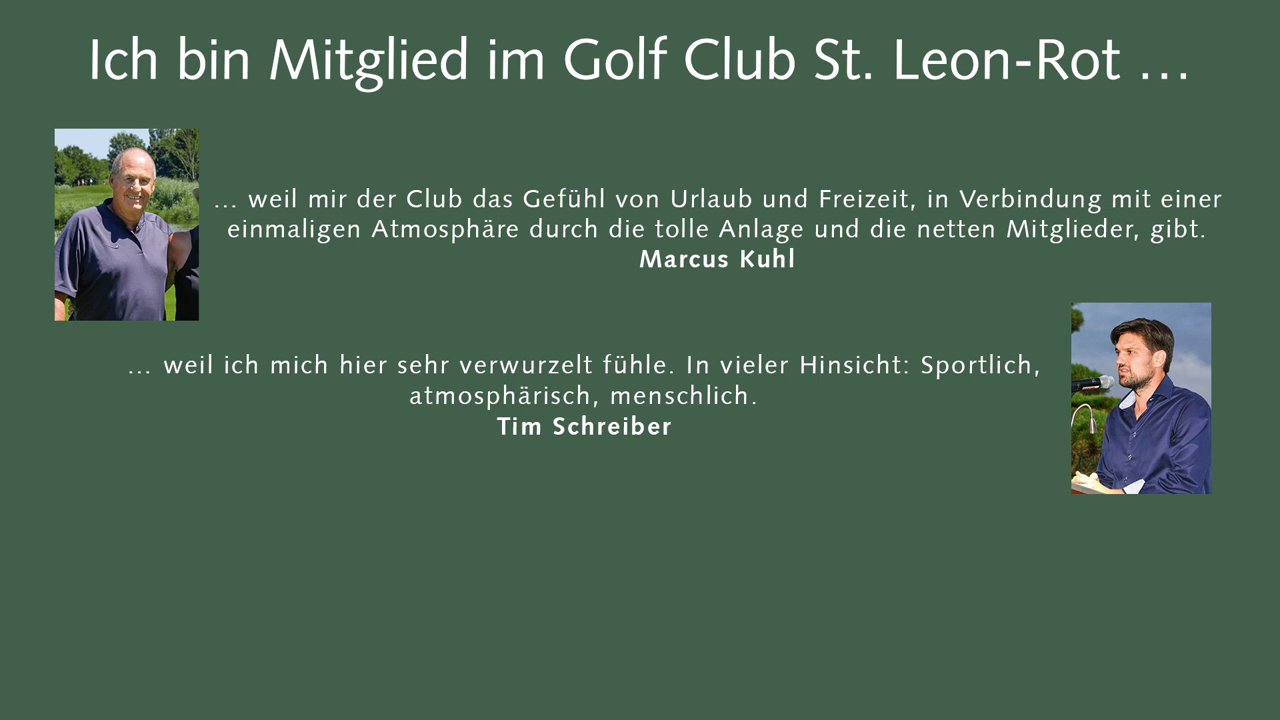 Ich bin Mitglied im Golf Club St. Leon-Rot …
… weil mir der Club das Gefühl von Urlaub und Freizeit, in Verbindung mit einer
einmaligen Atmosphäre durch die tolle Anlage und die netten Mitglieder, gibt.
Marcus Kuhl
… weil ich mich hier sehr verwurzelt fühle. In vieler Hinsicht: Sportlich,
atmosphärisch, menschlich.
Tim Schreiber